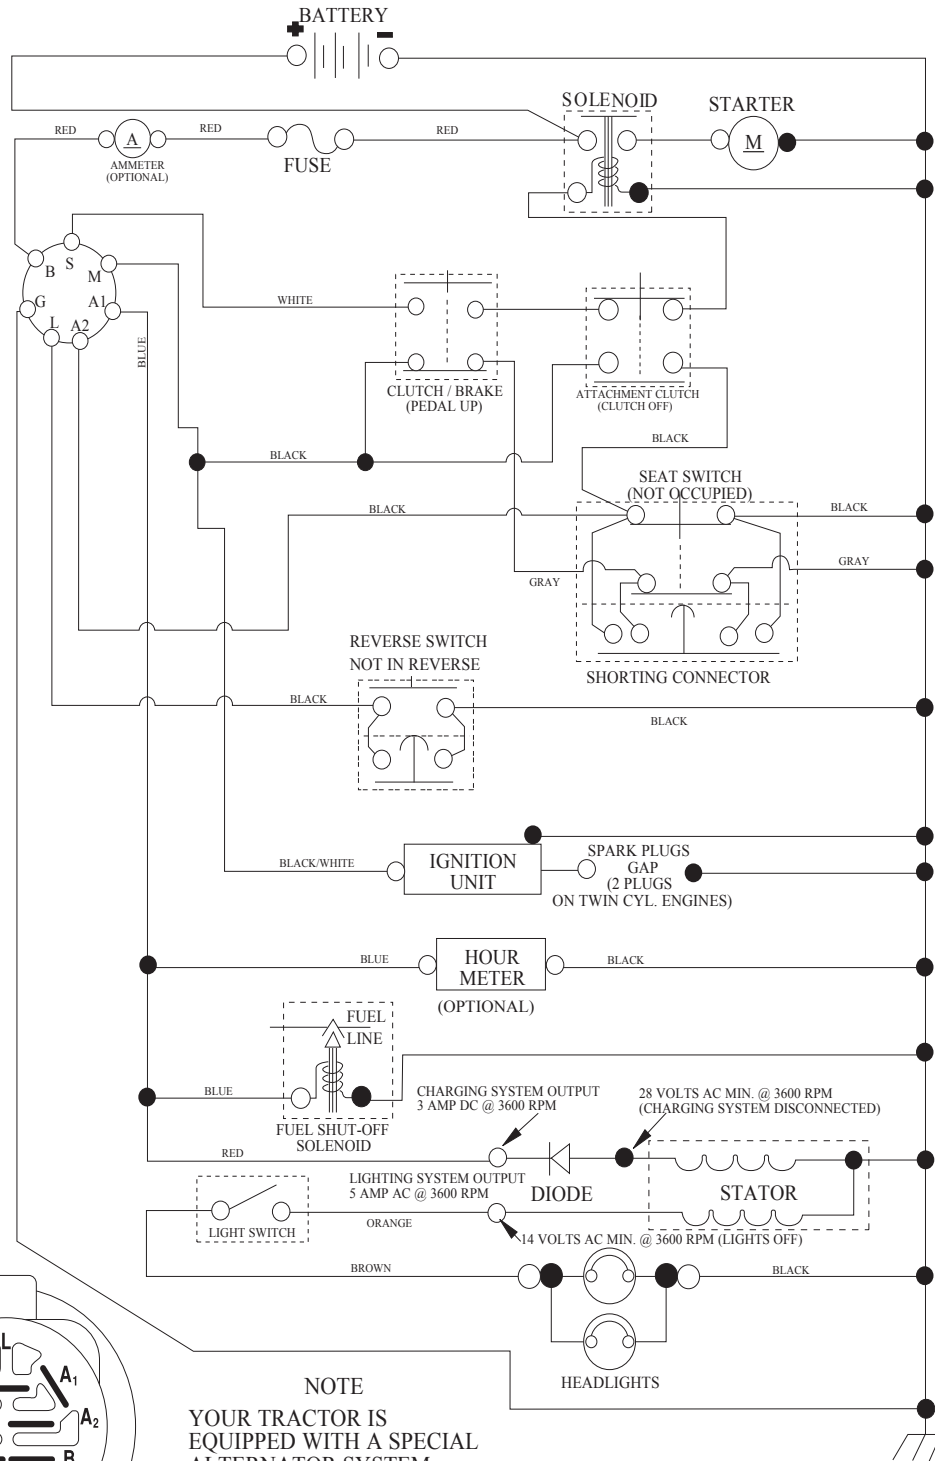 BATTERY
SOLENOID
STARTER
RED
A
RED
RED
M
AMMETER
(OPTIONAL)
FUSE
B
S
M
G
A1
L
A2
BLUE
WHITE
CLUTCH / BRAKE
(PEDAL UP)
ATTACHMENT CLUTCH
(CLUTCH OFF)
BLACK
BLACK
SEAT SWITCH
(NOT OCCUPIED)
BLACK
BLACK
GRAY
GRAY
SHORTING CONNECTOR
REVERSE SWITCH
NOT IN REVERSE
BLACK
BLACK
BLACK/WHITE
IGNITION
UNIT
SPARK PLUGS
GAP
(2 PLUGS
ON TWIN CYL. ENGINES)
BLUE
HOUR
METER
BLACK
(OPTIONAL)
FUEL
LINE
BLUE
FUEL SHUT-OFF
SOLENOID
CHARGING SYSTEM OUTPUT
3 AMP DC @ 3600 RPM
28 VOLTS AC MIN. @ 3600 RPM
(CHARGING SYSTEM DISCONNECTED)
RED
LIGHTING SYSTEM OUTPUT
5 AMP AC @ 3600 RPM
DIODE
STATOR
LIGHT SWITCH
ORANGE
14 VOLTS AC MIN. @ 3600 RPM (LIGHTS OFF)
BROWN
BLACK
HEADLIGHTS
L
A1
A2
B
NOTE
YOUR TRACTOR IS
EQUIPPED WITH A SPECIAL
ALTERNATOR SYSTEM